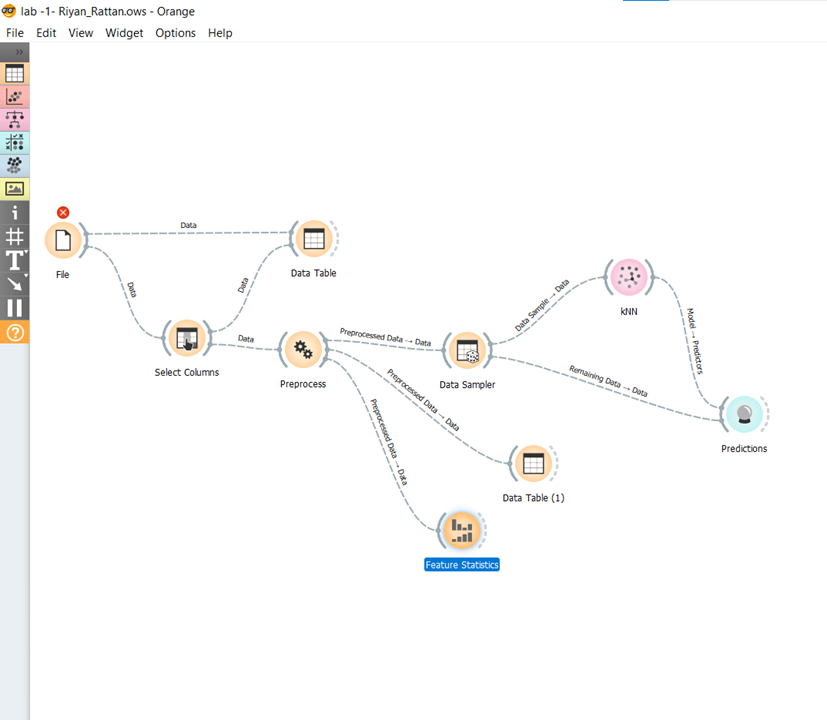 lab -1- Riyan_Rattan.ows - Orange
File Edit View Widget Options Help
Data
File
Data Table
Data
Data
Select Columns
Data
Preprocess
Preprocessed Data → Data
Preprocessed Data → Data
Preprocessed Data → Data
Data Sampler
Data Sample → Data
Remaining Data → Data
kNN
Model → Predictors
Predictions
Data Table (1)
Feature Statistics